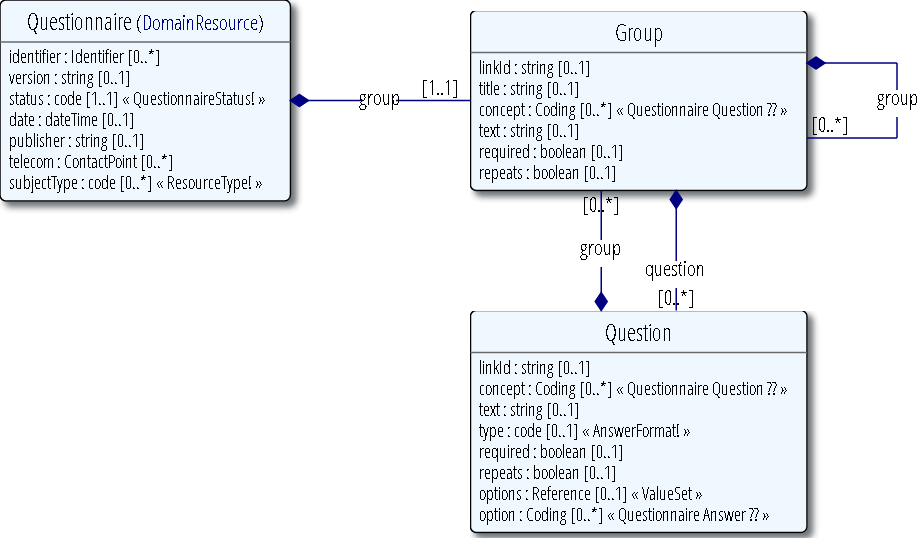 Questionnaire (DomainResource)
identifier : Identifier [0..*]
version : string [0..1]
status : code [1..1] « QuestionnaireStatus! »
date : dateTime [0..1]
publisher : string [0..1]
telecom : ContactPoint [0..*]
subjectType : code [0..*] « ResourceType! »
group
[1..1]
Group
linkId : string [0..1]
title : string [0..1]
concept : Coding [0..*] « Questionnaire Question ?? »
text : string [0..1]
required : boolean [0..1]
repeats : boolean [0..1]
group
[0..*]
[0..*]
group
question
[0..*]
Question
linkId : string [0..1]
concept : Coding [0..*] « Questionnaire Question ?? »
text : string [0..1]
type : code [0..1] « AnswerFormat! »
required : boolean [0..1]
repeats : boolean [0..1]
options : Reference [0..1] « ValueSet »
option : Coding [0..*] « Questionnaire Answer ?? »